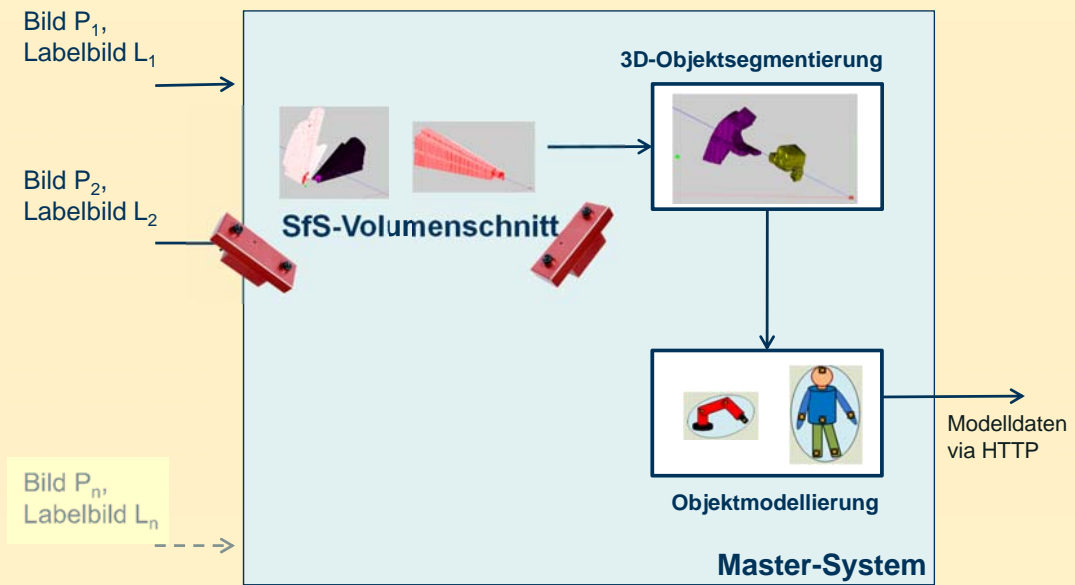 Bild P₁,
Labelbild L₁
3D-Objektsegmentierung
Bild P₂,
Labelbild L₂
SfS-Volumenschnitt
Modelldaten
via HTTP
Bild Pₙ,
Labelbild Lₙ
Objektmodellierung
Master-System